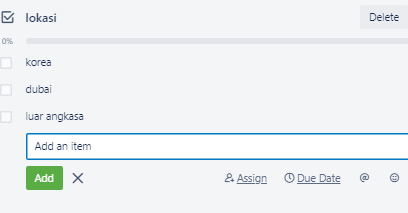 lokasi
Delete
0%
korea
dubai
luar angkasa
Add an item
Add
Assign
Due Date
@